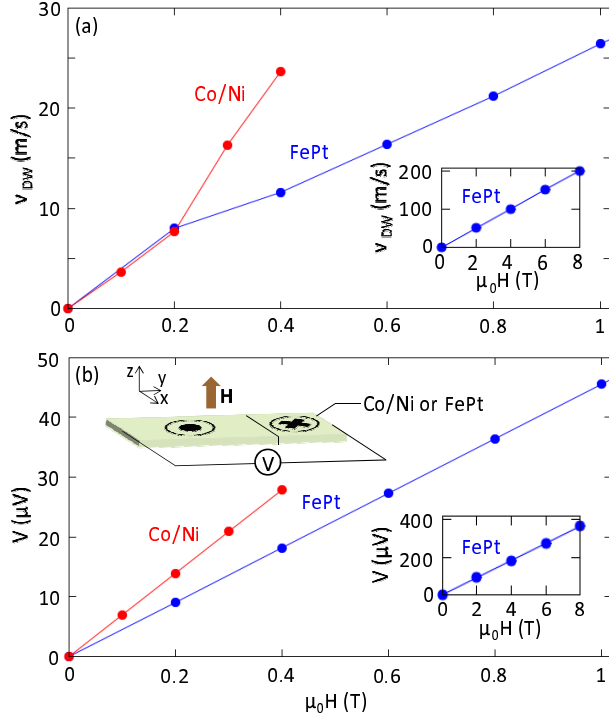 (a)
30
20
10
0
v DW (m/s)
Co/Ni
FePt
200
100
0
v DW (m/s)
FePt
0 2 4 6 8
μ₀H (T)
0 0.2 0.4 0.6 0.8 1
(b)
50
40
30
20
10
0
V (μV)
z y
x
H
Co/Ni or FePt
V
Co/Ni
FePt
400
200
0
V (μV)
FePt
0 2 4 6 8
μ₀H (T)
0 0.2 0.4 0.6 0.8 1
μ₀H (T)